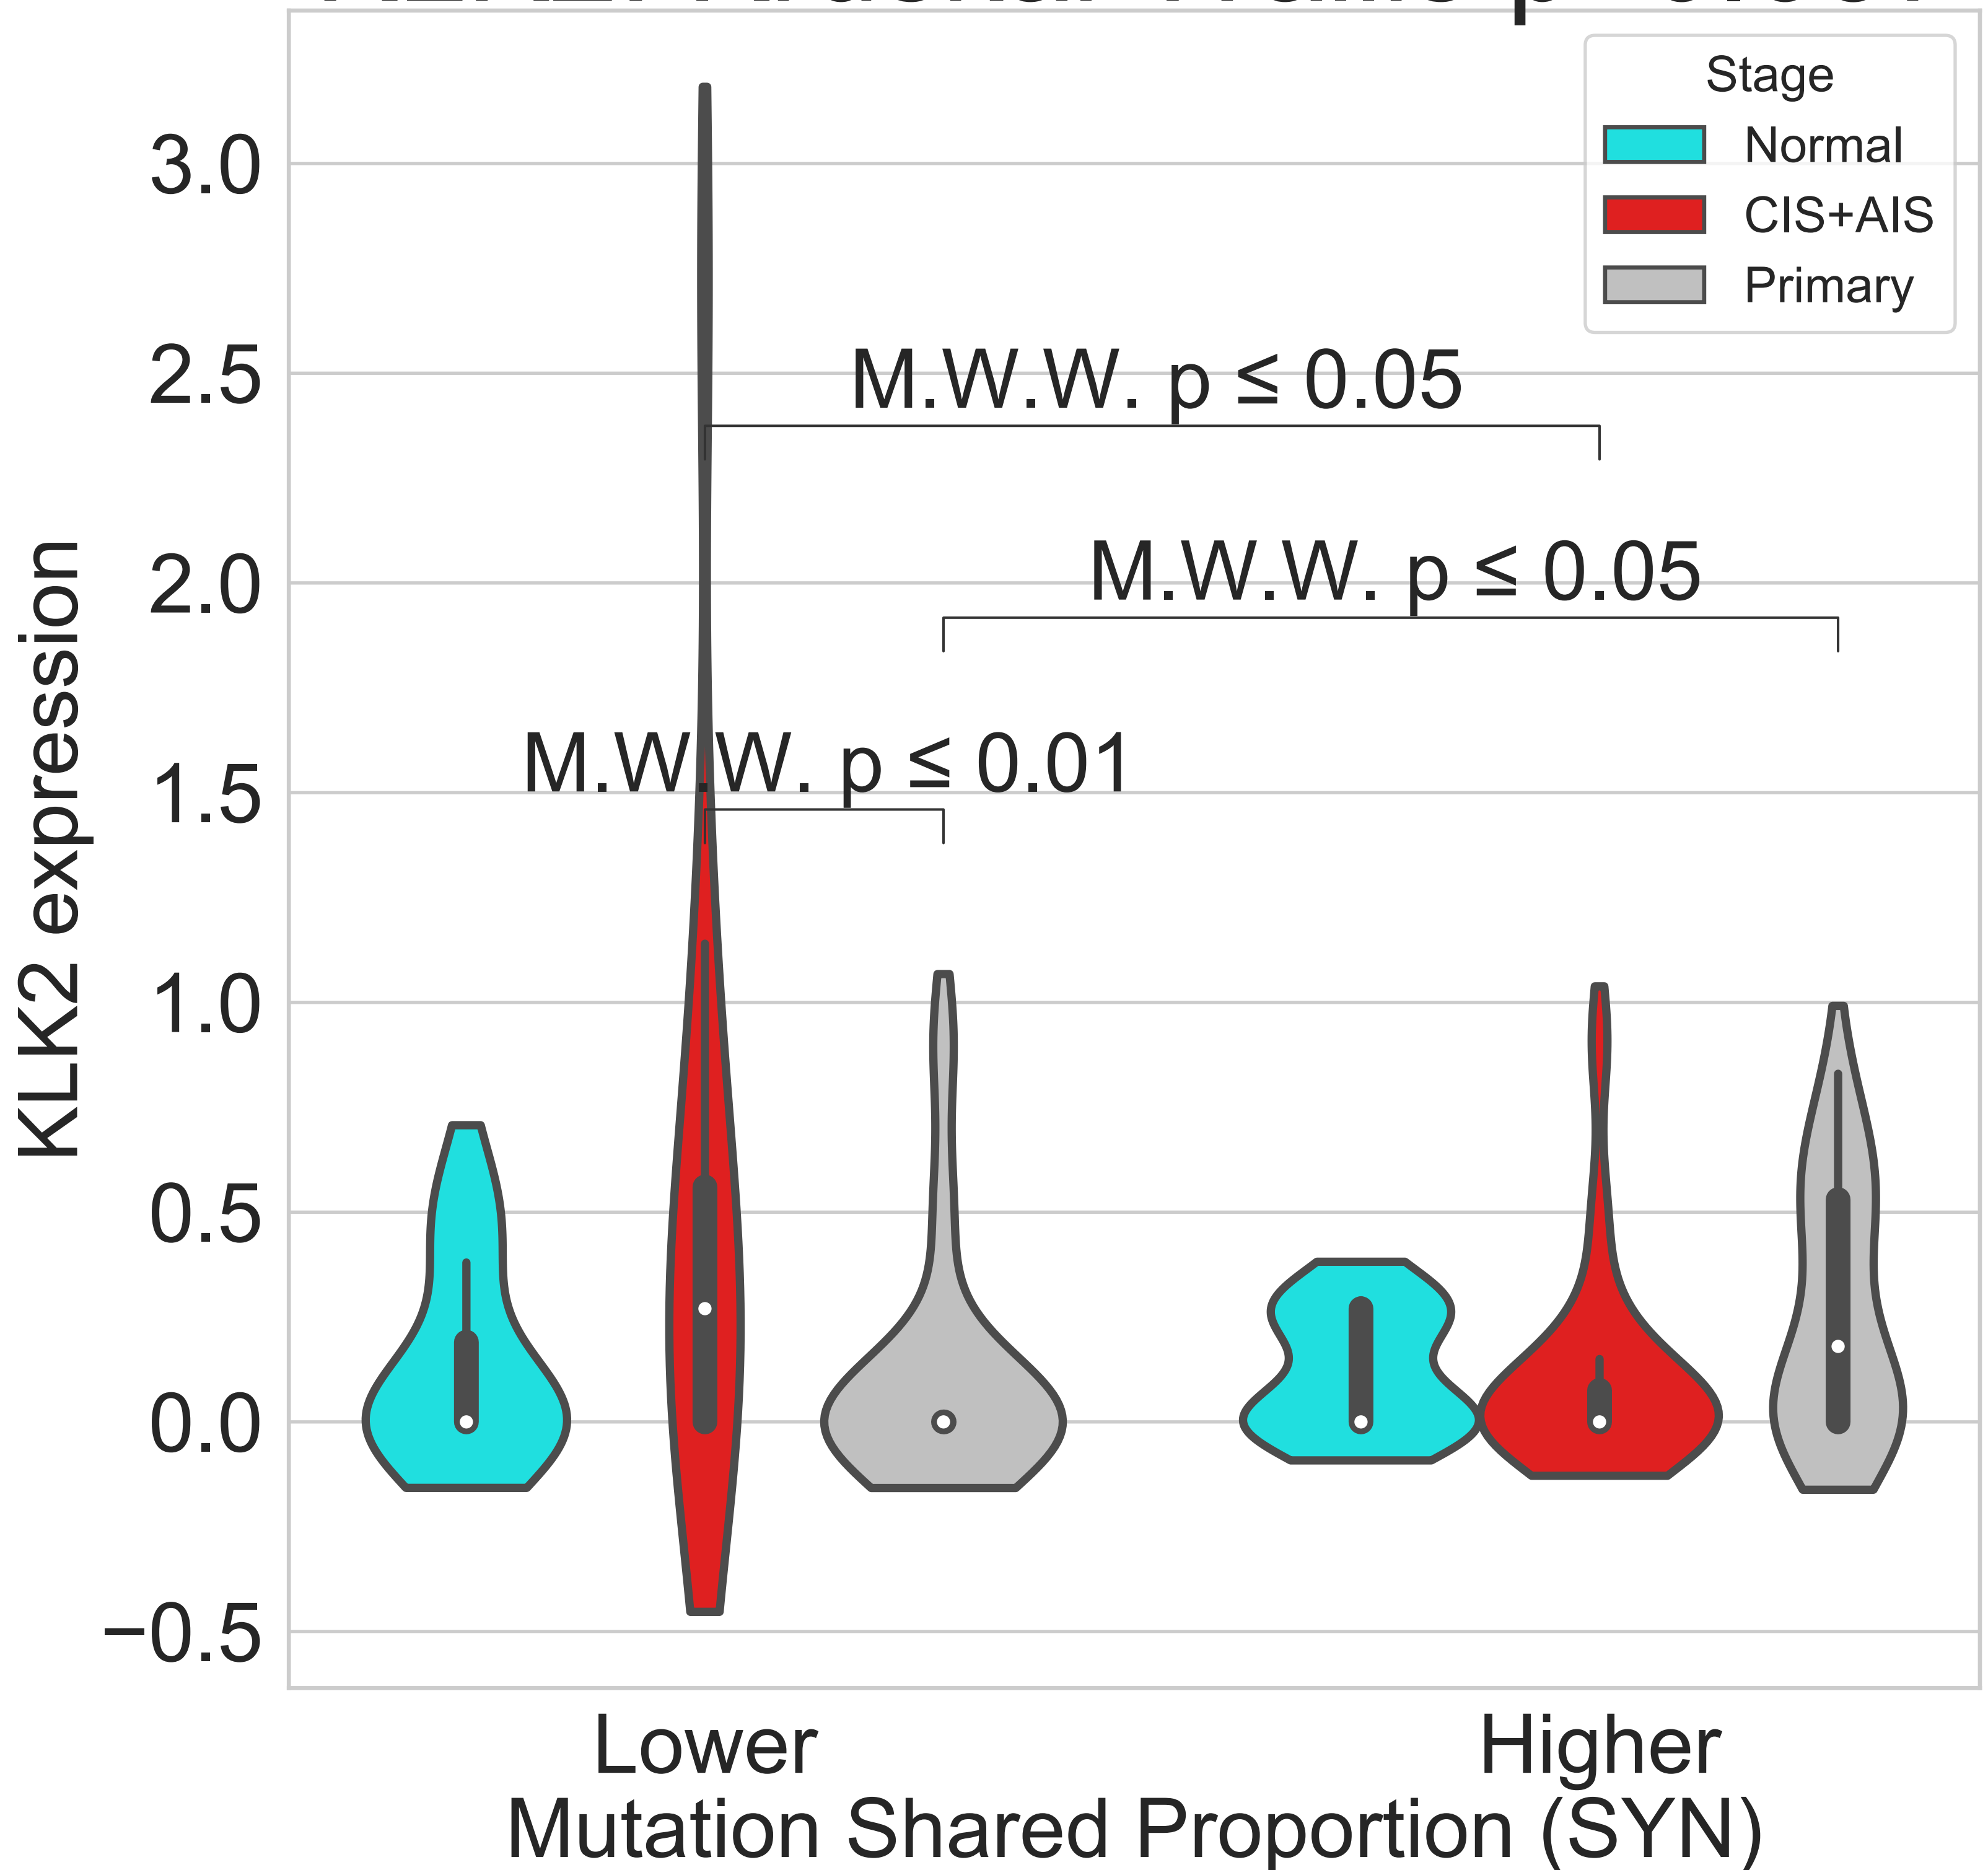 Stage
Normal
CIS+AIS
Primary
3.0
2.5
2.0
1.5
1.0
0.5
0.0
−0.5
KLK2 expression
M.W.W. p ≤ 0.05
M.W.W. p ≤ 0.05
M.W.W. p ≤ 0.01
Lower
Higher
Mutation Shared Proportion (SYN)